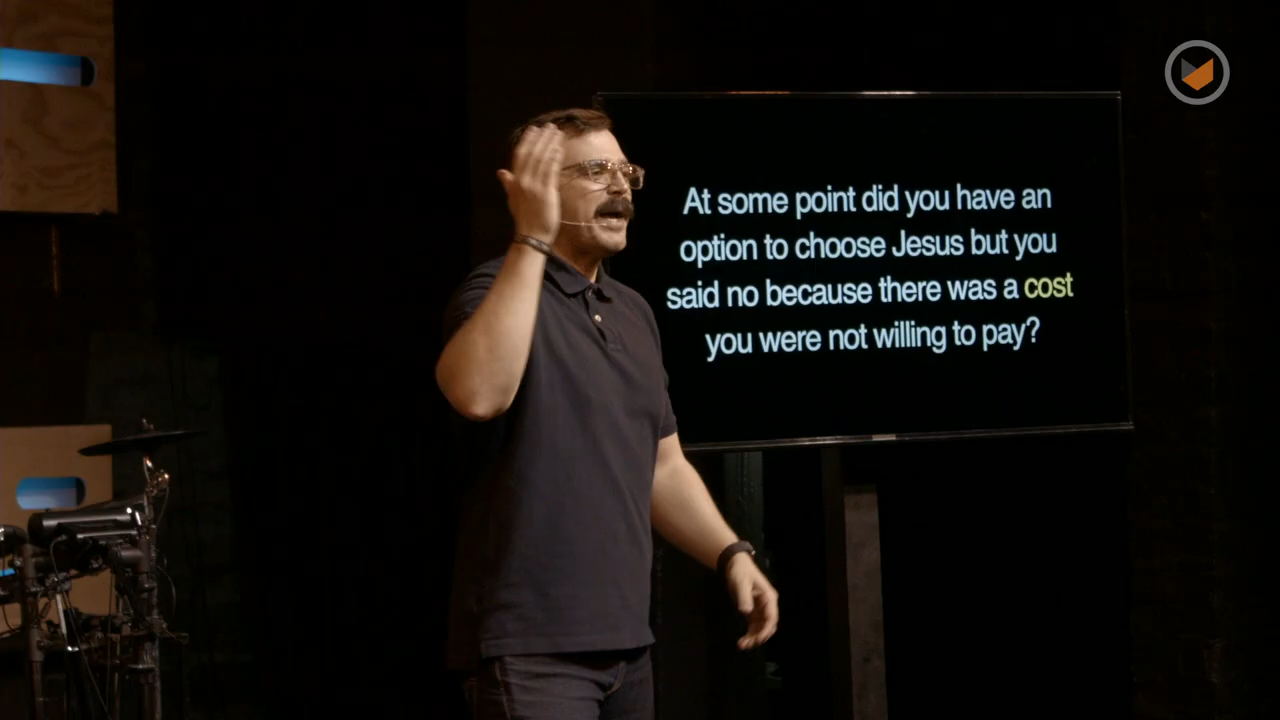 At some point did you have an
option to choose Jesus but you
said no because there was a cost
you were not willing to pay?